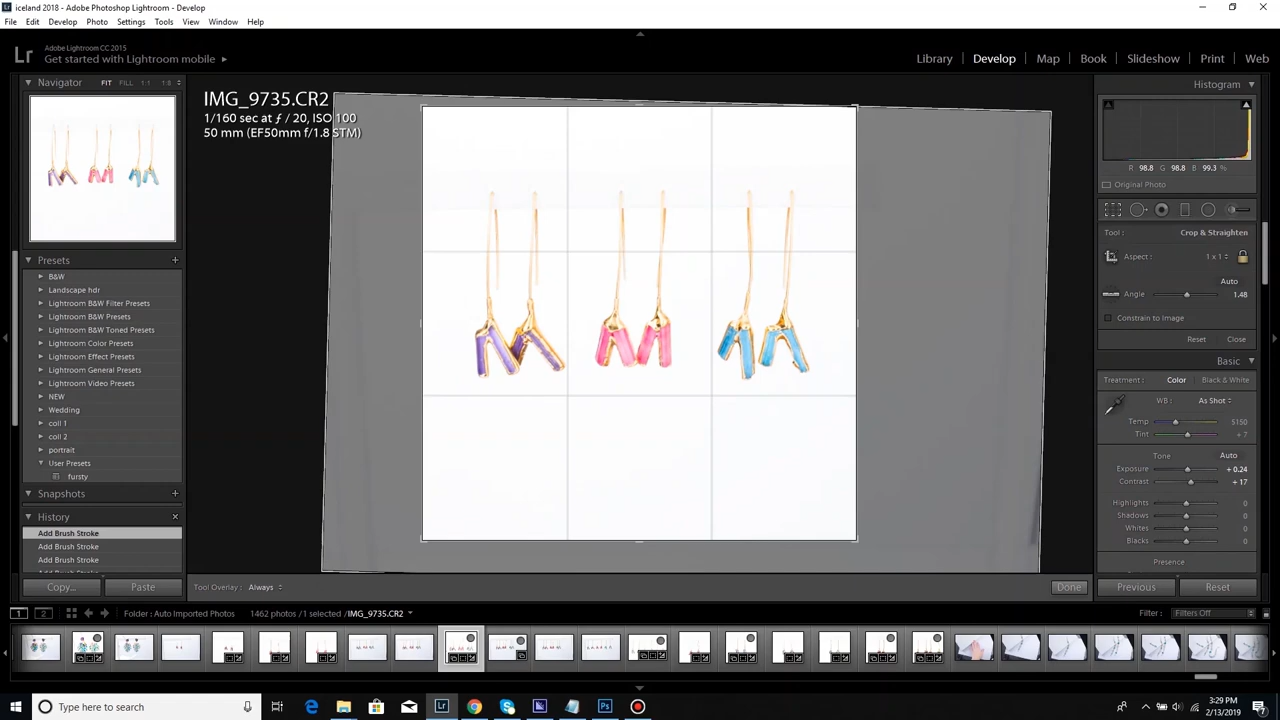 iceland 2018 - Adobe Photoshop Lightroom - Develop
File Edit Develop Photo Settings Tools View Window Help
Lr
Adobe Lightroom CC 2015
Get started with Lightroom mobile
Library Develop Map Book Slideshow Print Web
Navigator FIT FILL 1:1 1:8
IMG_9735.CR2
1/160 sec at ƒ / 20, ISO 100
50 mm (EF50mm f/1.8 STM)
Histogram
R 98.8 G 98.8 B 99.3 %
Original Photo
Tool: Crop & Straighten
Aspect: 1 x 1
Auto
Angle 1.48
Constrain to Image
Reset Close
Basic
Treatment: Color Black & White
WB: As Shot
Temp 5150
Tint + 7
Tone Auto
Exposure + 0.24
Contrast + 17
Highlights 0
Shadows 0
Whites 0
Blacks 0
Presence
Previous Reset
Presets
B&W
Landscape hdr
Lightroom B&W Filter Presets
Lightroom B&W Presets
Lightroom B&W Toned Presets
Lightroom Color Presets
Lightroom Effect Presets
Lightroom General Presets
Lightroom Video Presets
NEW
Wedding
coll 1
coll 2
portrait
User Presets
fursty
Snapshots
History
Add Brush Stroke
Add Brush Stroke
Add Brush Stroke
Copy... Paste
Tool Overlay: Always
Done
1 2 Folder : Auto Imported Photos 1462 photos /1 selected /IMG_9735.CR2
Filter : Filters Off
Type here to search
Lr
Ps
3:29 PM
2/13/2019
7